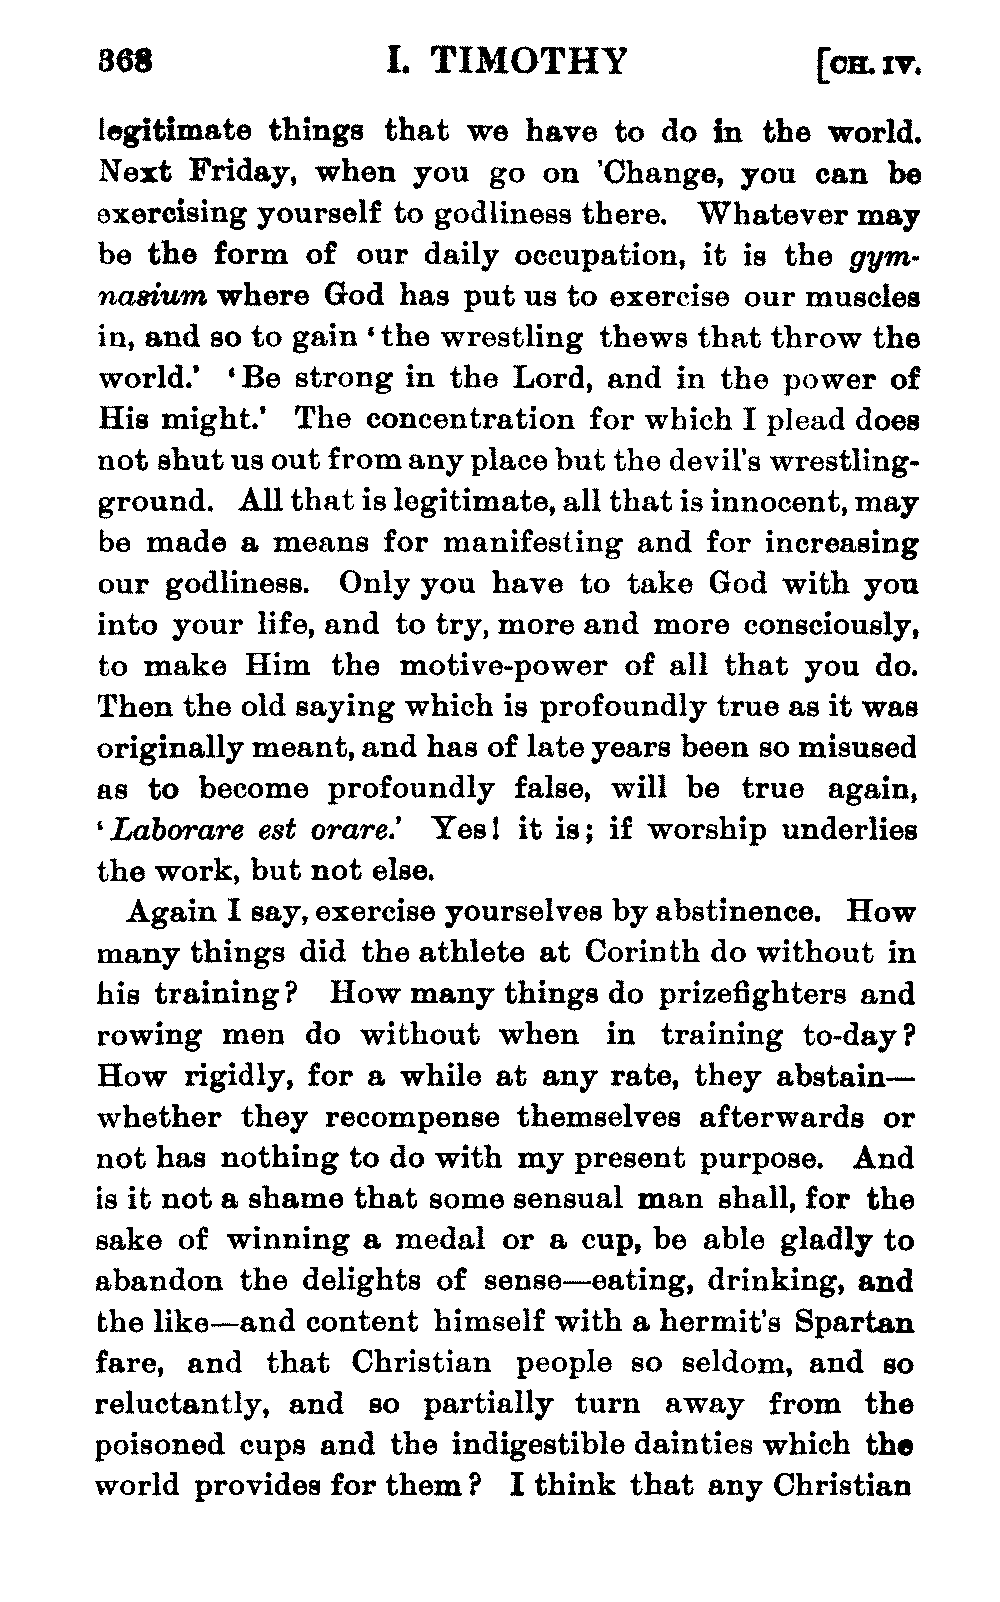 368 I. TIMOTHY [CH. IV.
legitimate things that we have to do in the world.
Next Friday, when you go on 'Change, you can be
exercising yourself to godliness there. Whatever may
be the form of our daily occupation, it is the gym-
nasium where God has put us to exercise our muscles
in, and so to gain ‘the wrestling thews that throw the
world.’ ‘Be strong in the Lord, and in the power of
His might.’ The concentration for which I plead does
not shut us out from any place but the devil's wrestling-
ground. All that is legitimate, all that is innocent, may
be made a means for manifesting and for increasing
our godliness. Only you have to take God with you
into your life, and to try, more and more consciously,
to make Him the motive-power of all that you do.
Then the old saying which is profoundly true as it was
originally meant, and has of late years been so misused
as to become profoundly false, will be true again,
‘Laborare est orare.’ Yes! it is; if worship underlies
the work, but not else.
Again I say, exercise yourselves by abstinence. How
many things did the athlete at Corinth do without in
his training? How many things do prizefighters and
rowing men do without when in training to-day?
How rigidly, for a while at any rate, they abstain—
whether they recompense themselves afterwards or
not has nothing to do with my present purpose. And
is it not a shame that some sensual man shall, for the
sake of winning a medal or a cup, be able gladly to
abandon the delights of sense—eating, drinking, and
the like—and content himself with a hermit's Spartan
fare, and that Christian people so seldom, and so
reluctantly, and so partially turn away from the
poisoned cups and the indigestible dainties which the
world provides for them? I think that any Christian